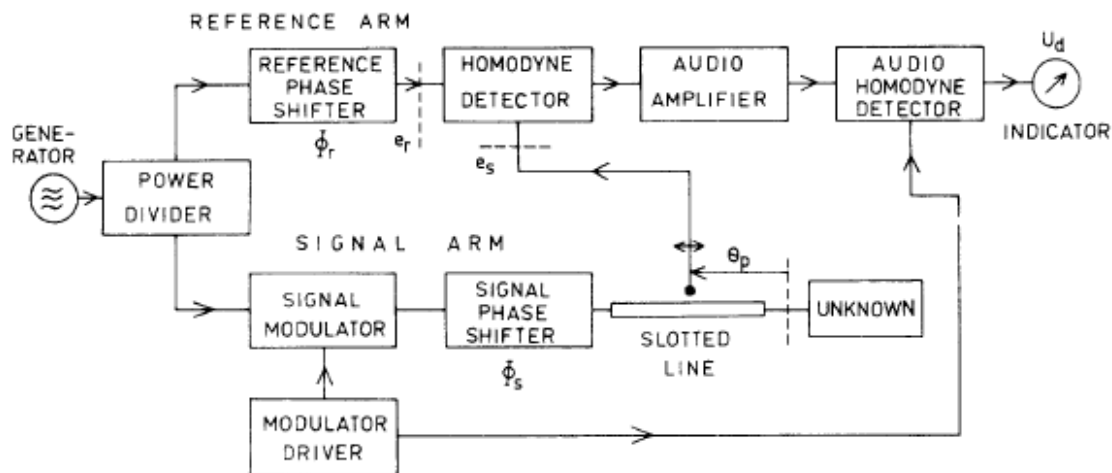 REFERENCE ARM
REFERENCE
PHASE
SHIFTER
Φr
er
HOMODYNE
DETECTOR
es
AUDIO
AMPLIFIER
AUDIO
HOMODYNE
DETECTOR
Ud
INDICATOR
GENE-
RATOR
POWER
DIVIDER
SIGNAL ARM
SIGNAL
MODULATOR
SIGNAL
PHASE
SHIFTER
Φs
θp
SLOTTED
LINE
UNKNOWN
MODULATOR
DRIVER